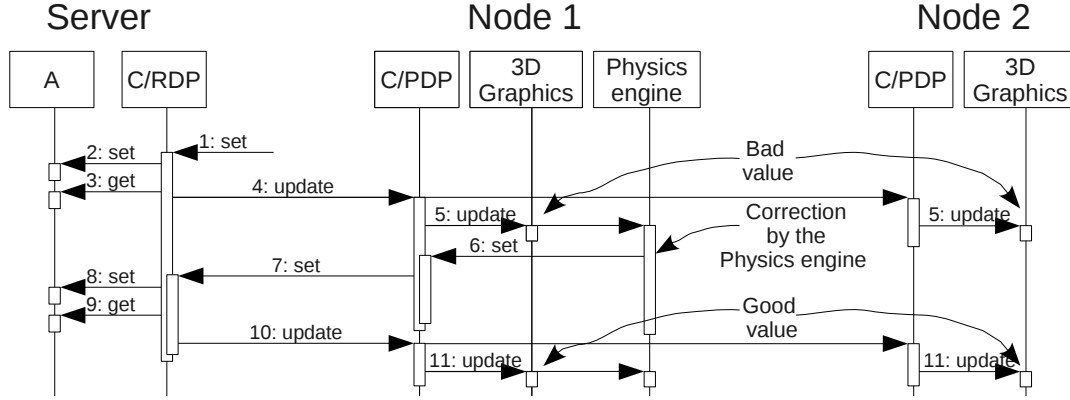 Server
Node 1
Node 2
A
C/RDP
C/PDP
3D
Graphics
Physics
engine
C/PDP
3D
Graphics
1: set
2: set
3: get
4: update
Bad
value
5: update
5: update
Correction
by the
Physics engine
6: set
7: set
8: set
9: get
Good
value
10: update
11: update
11: update